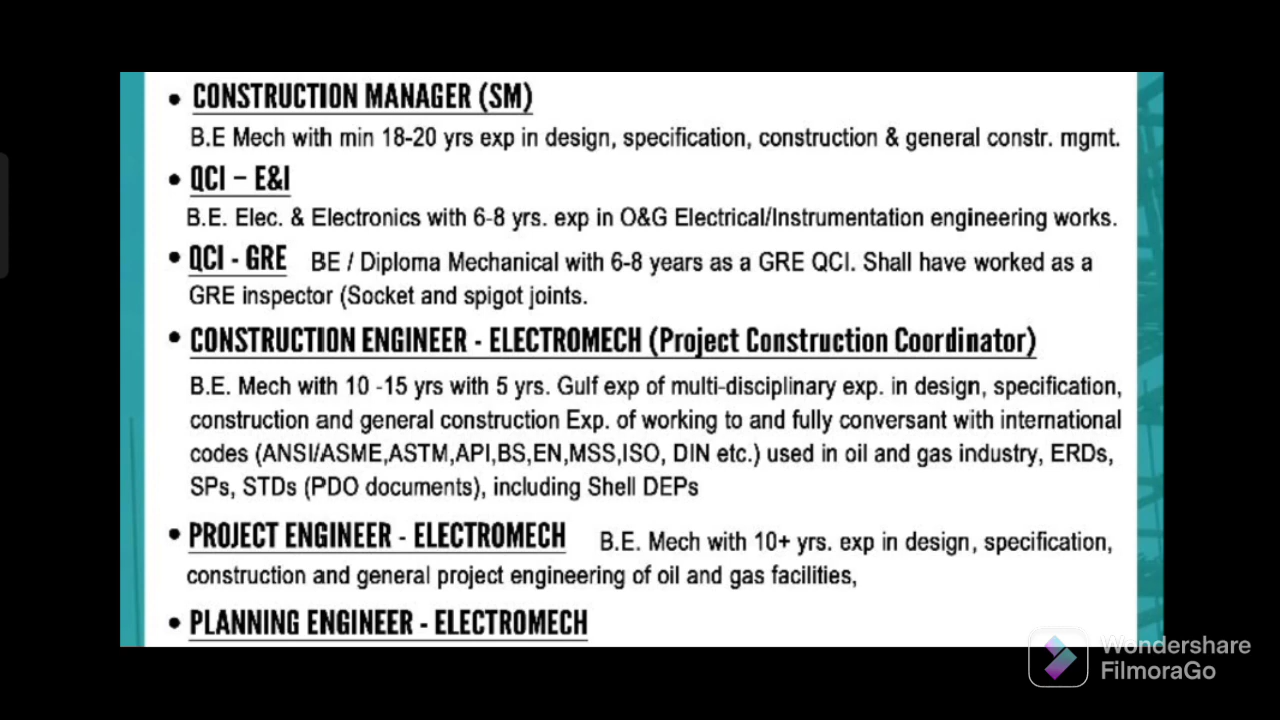 • CONSTRUCTION MANAGER (SM)
B.E Mech with min 18-20 yrs exp in design, specification, construction & general constr. mgmt.
• QCI – E&I
B.E. Elec. & Electronics with 6-8 yrs. exp in O&G Electrical/Instrumentation engineering works.
• QCI - GRE BE / Diploma Mechanical with 6-8 years as a GRE QCI. Shall have worked as a
GRE inspector (Socket and spigot joints.
• CONSTRUCTION ENGINEER - ELECTROMECH (Project Construction Coordinator)
B.E. Mech with 10 -15 yrs with 5 yrs. Gulf exp of multi-disciplinary exp. in design, specification,
construction and general construction Exp. of working to and fully conversant with international
codes (ANSI/ASME,ASTM,API,BS,EN,MSS,ISO, DIN etc.) used in oil and gas industry, ERDs,
SPs, STDs (PDO documents), including Shell DEPs
• PROJECT ENGINEER - ELECTROMECH B.E. Mech with 10+ yrs. exp in design, specification,
construction and general project engineering of oil and gas facilities,
• PLANNING ENGINEER - ELECTROMECH
Wondershare
FilmoraGo